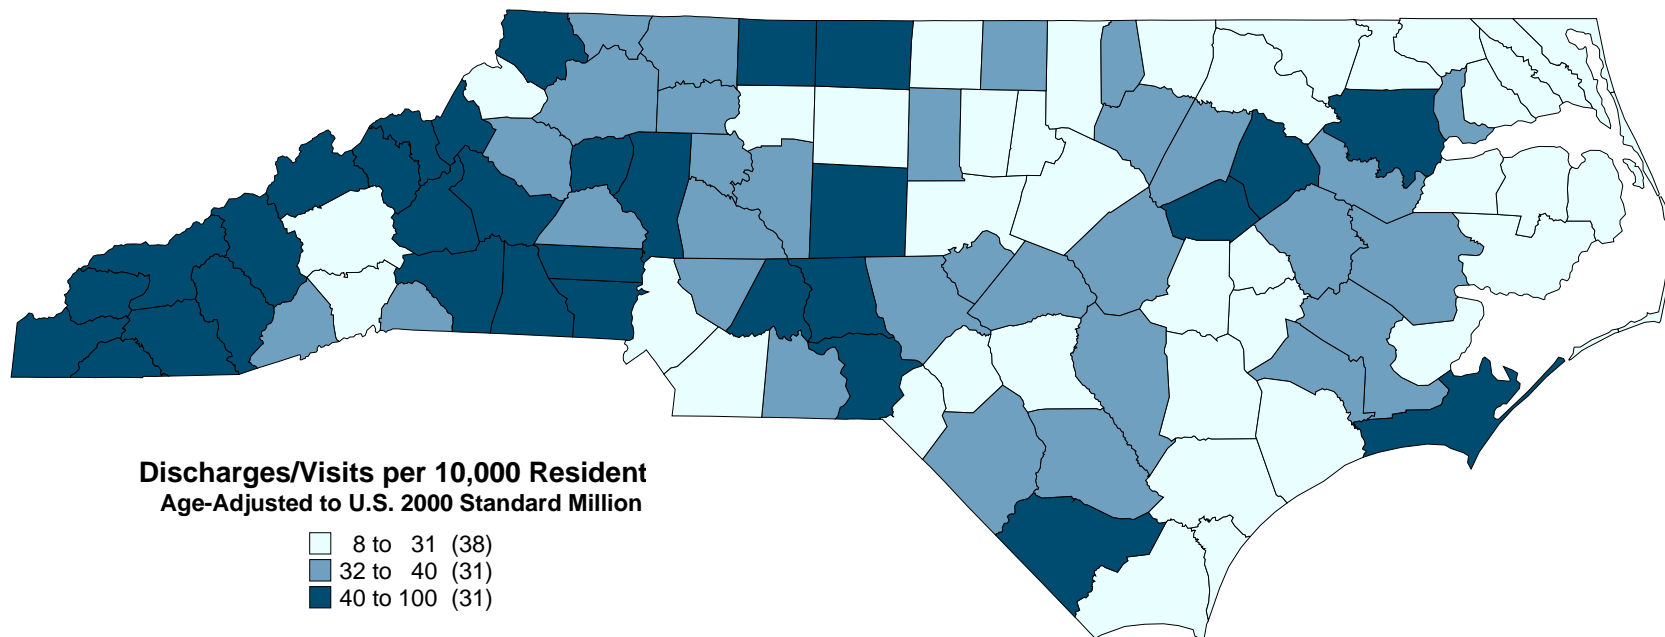 Discharges/Visits per 10,000 Resident
Age-Adjusted to U.S. 2000 Standard Million
8 to 31 (38)
32 to 40 (31)
40 to 100 (31)